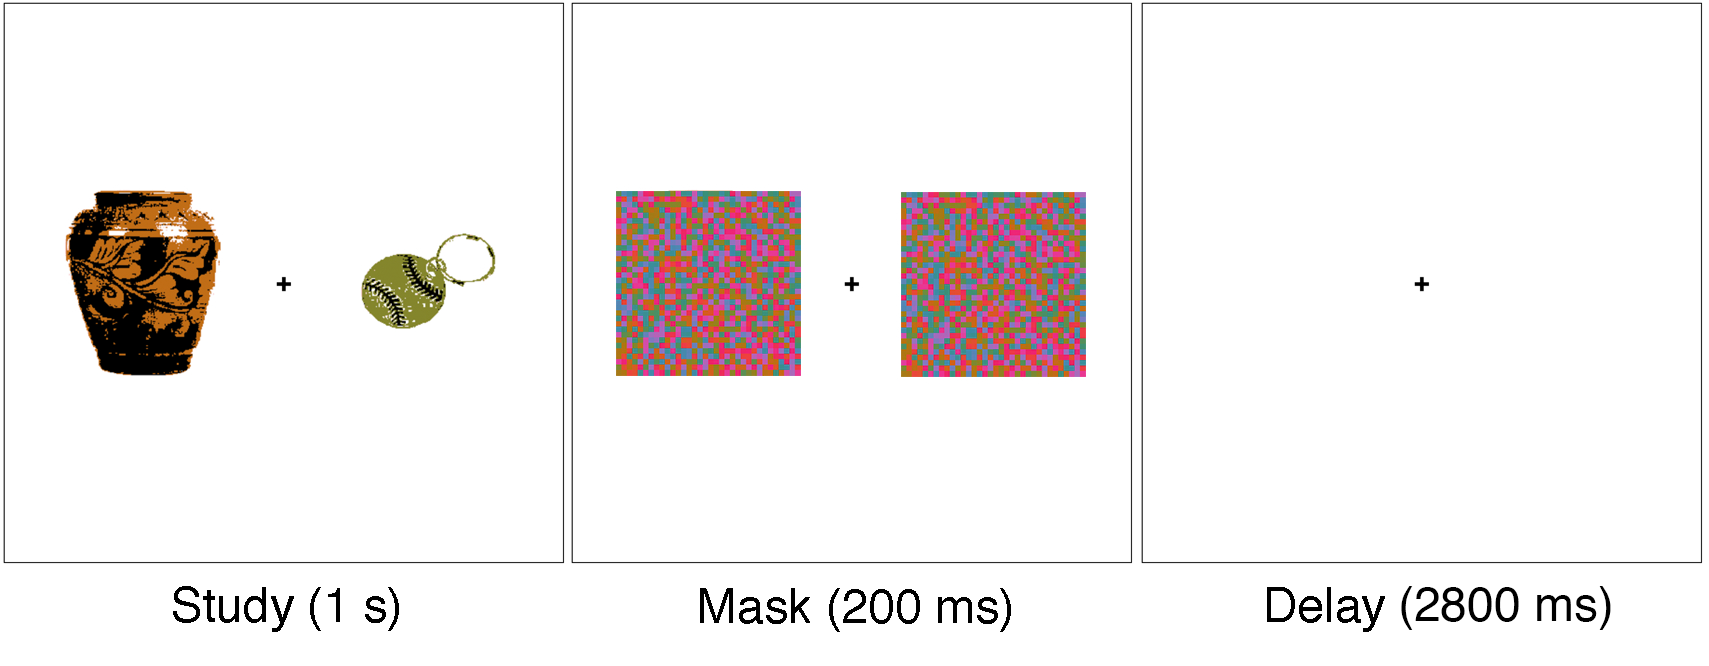 Study (1 s)
Mask (200 ms)
Delay (2800 ms)